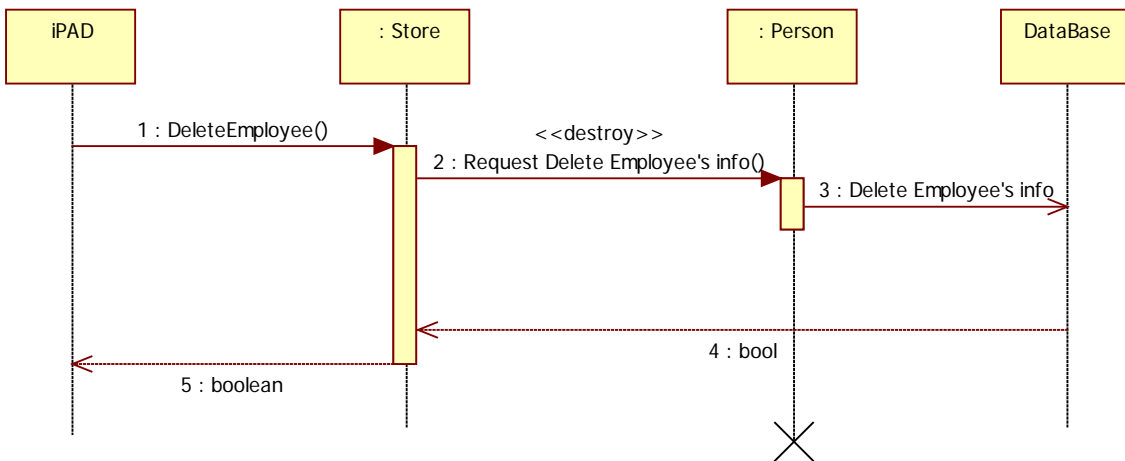 iPAD
: Store
: Person
DataBase
1 : DeleteEmployee()
<<destroy>>
2 : Request Delete Employee's info()
3 : Delete Employee's info
4 : bool
5 : boolean